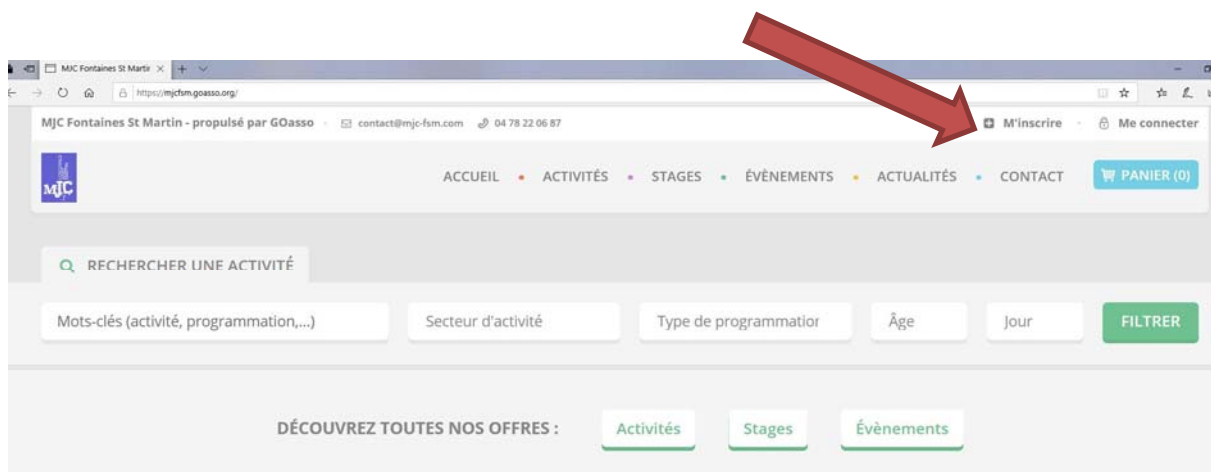 MJC Fontaines St Martin
https://mjcfsm.goasso.org/
MJC Fontaines St Martin - propulsé par GOasso contact@mjc-fsm.com 04 78 22 06 87 M'inscrire Me connecter
MJC ACCUEIL • ACTIVITÉS • STAGES • ÉVÈNEMENTS • ACTUALITÉS • CONTACT PANIER (0)
RECHERCHER UNE ACTIVITÉ
Mots-clés (activité, programmation,...) Secteur d'activité Type de programmation Âge Jour FILTRER
DÉCOUVREZ TOUTES NOS OFFRES : Activités Stages Évènements